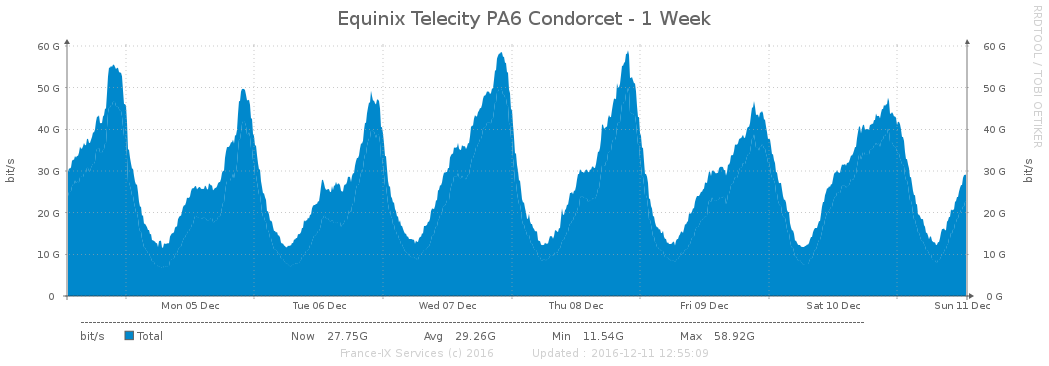 Equinix Telecity PA6 Condorcet - 1 Week
RRDTOOL / TOBI OETIKER
60 G 60 G
50 G 50 G
40 G 40 G
30 G 30 G
20 G 20 G
10 G 10 G
0 0 G
bit/s
bit/s
Mon 05 Dec Tue 06 Dec Wed 07 Dec Thu 08 Dec Fri 09 Dec Sat 10 Dec Sun 11 Dec
bit/s Total Now 27.75G Avg 29.26G Min 11.54G Max 58.92G
France-IX Services (c) 2016 Updated : 2016-12-11 12:55:09